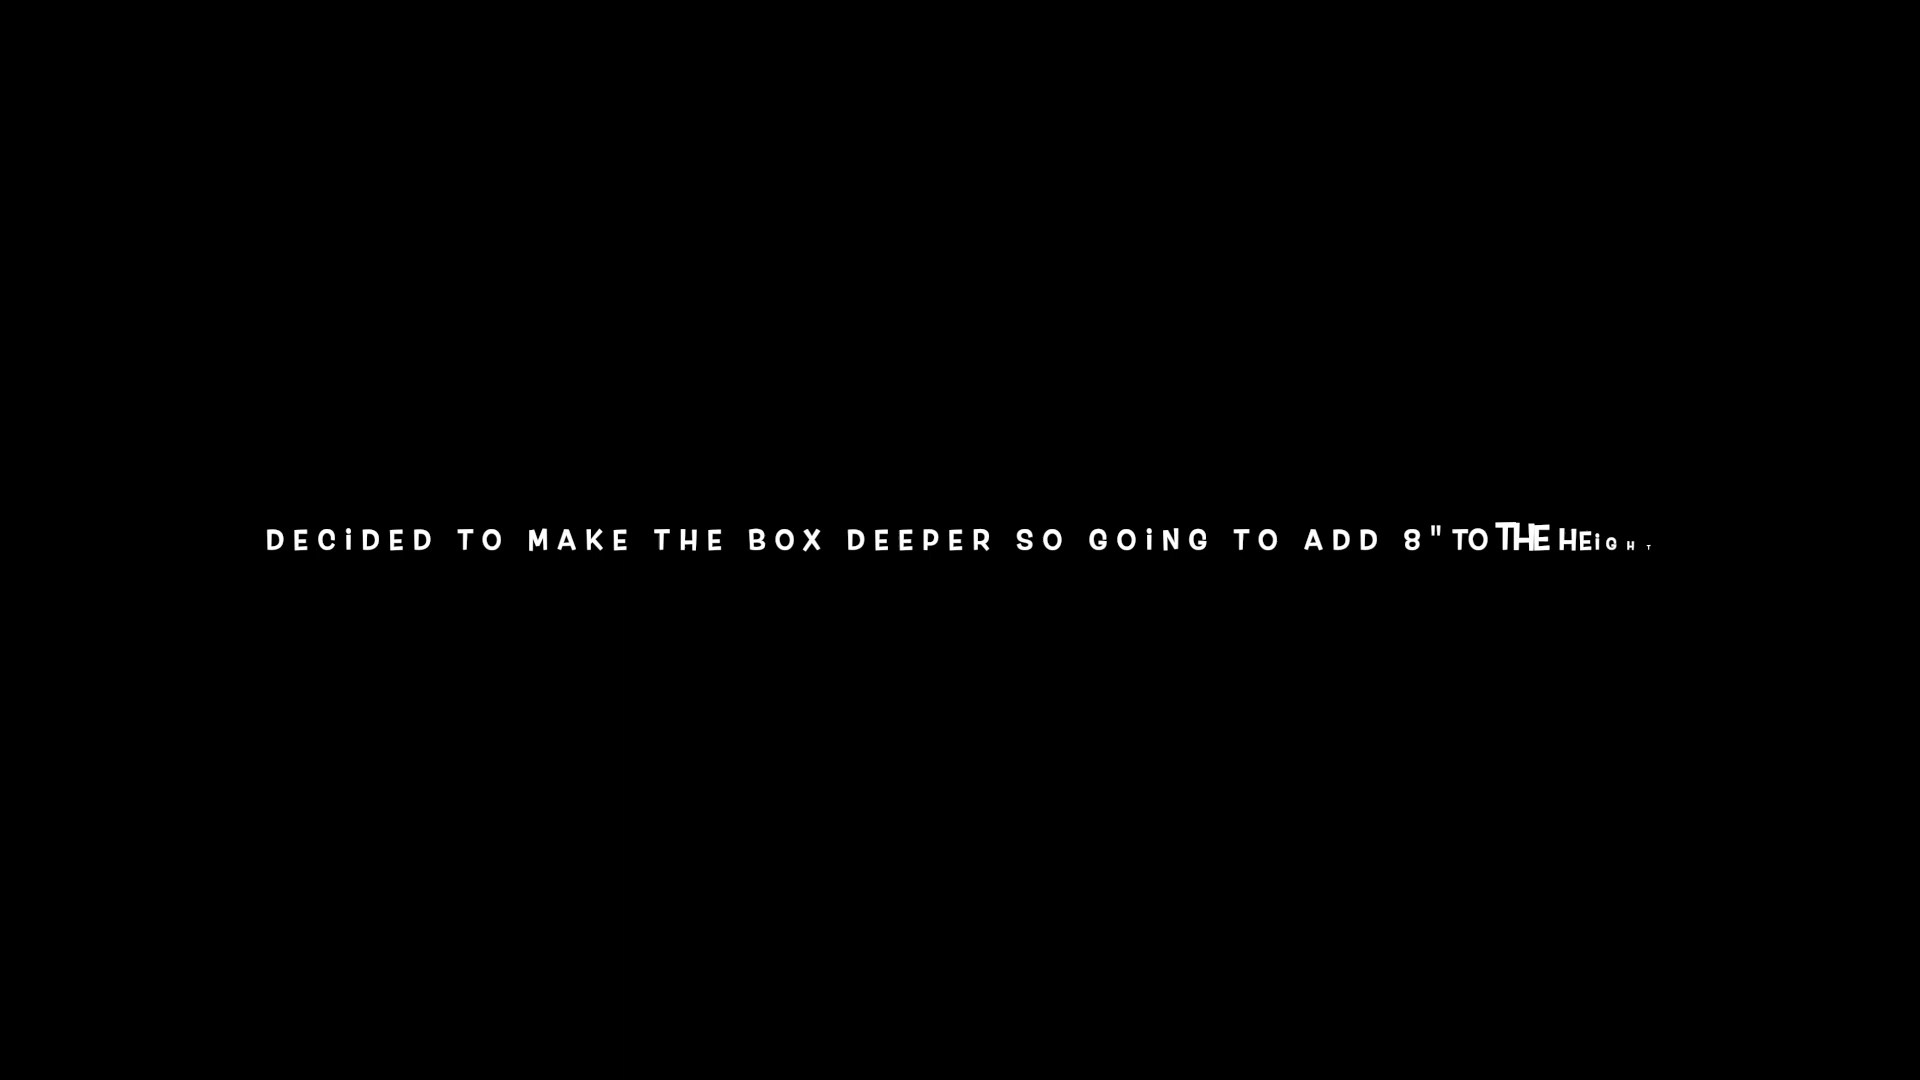 DECiDED TO MAKE THE BOX DEEPER SO GOiNG TO ADD 8" TO THE HEiGHT